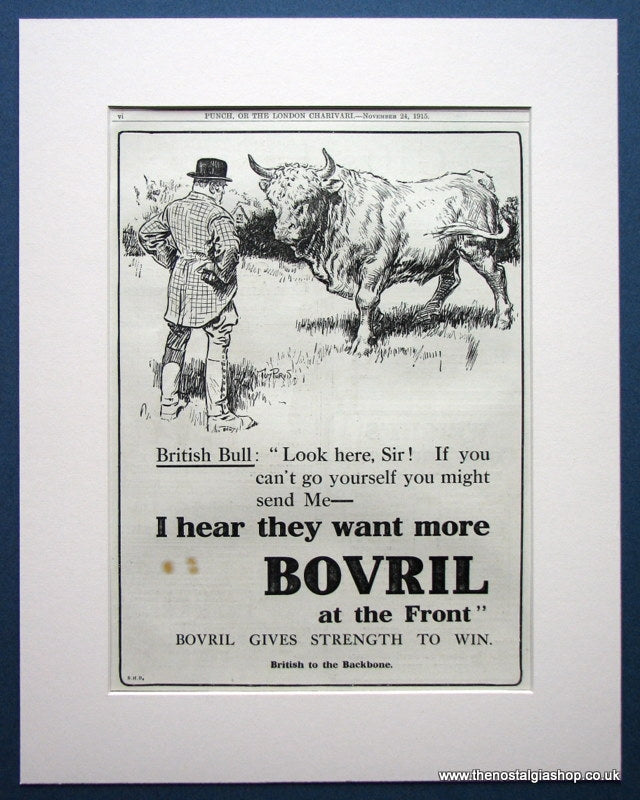 vi
PUNCH, OR THE LONDON CHARIVARI.—November 24, 1915.
British Bull: "Look here, Sir! If you
can't go yourself you might
send Me—
I hear they want more
BOVRIL
at the Front"
BOVRIL GIVES STRENGTH TO WIN.
British to the Backbone.
S.H.B.
www.thenostalgiashop.co.uk